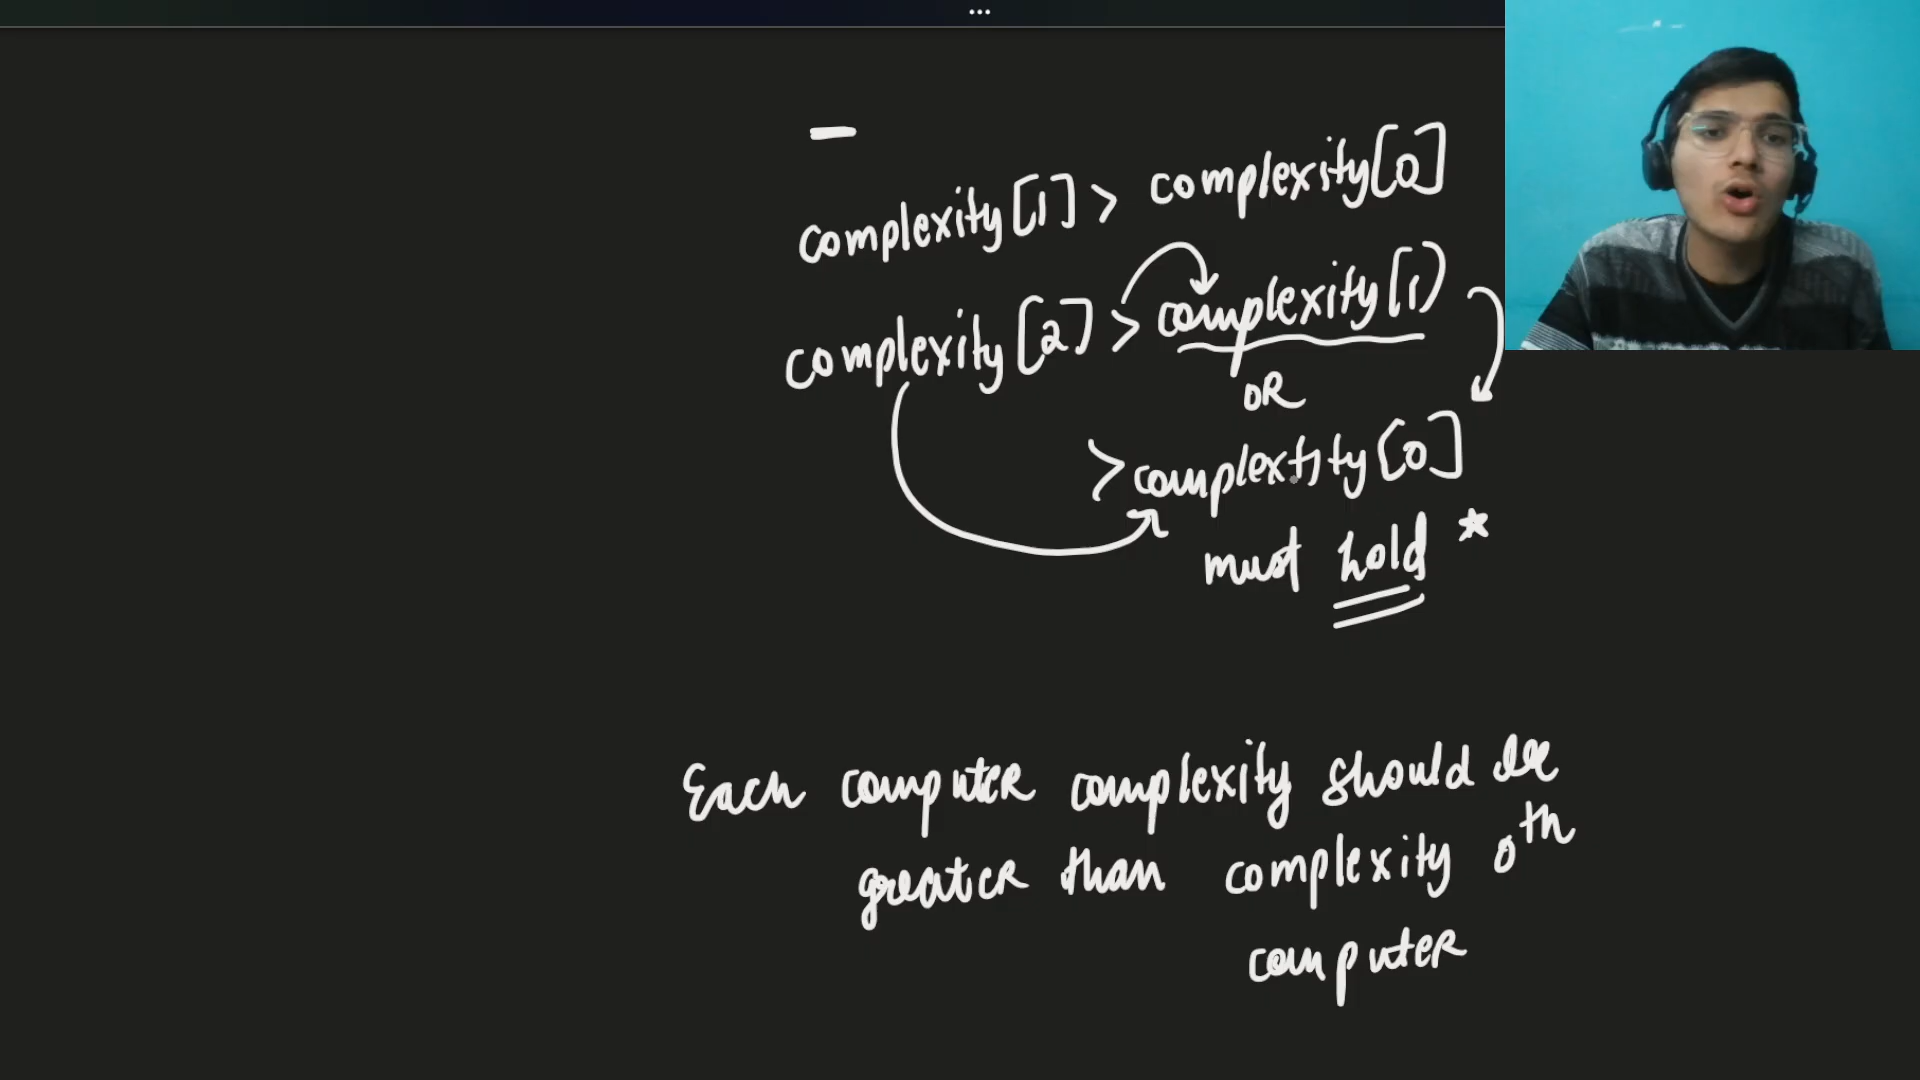 complexity[1] > complexity[0]
complexity[2] > complexity[1)
OR
> complexity[0]
must hold *
Each computer complexity should be
greater than complexity 0th
computer